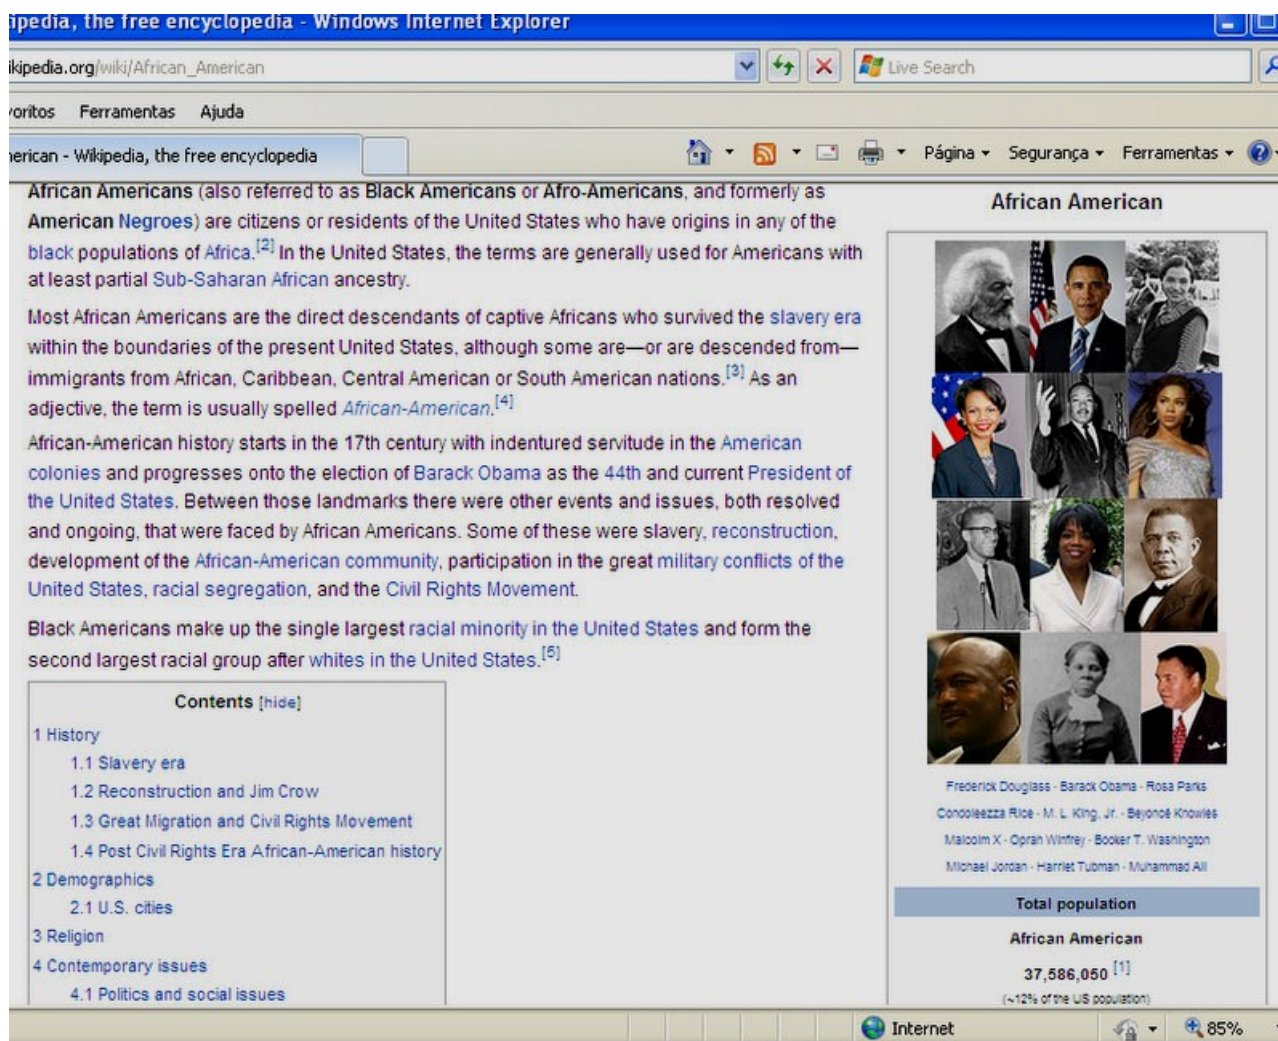 ipedia, the free encyclopedia - Windows Internet Explorer
ikipedia.org/wiki/African_American
Live Search
voritos Ferramentas Ajuda
nerican - Wikipedia, the free encyclopedia
Página Segurança Ferramentas
African Americans (also referred to as Black Americans or Afro-Americans, and formerly as
American Negroes) are citizens or residents of the United States who have origins in any of the
black populations of Africa.[2] In the United States, the terms are generally used for Americans with
at least partial Sub-Saharan African ancestry.
Most African Americans are the direct descendants of captive Africans who survived the slavery era
within the boundaries of the present United States, although some are—or are descended from—
immigrants from African, Caribbean, Central American or South American nations.[3] As an
adjective, the term is usually spelled African-American.[4]
African-American history starts in the 17th century with indentured servitude in the American
colonies and progresses onto the election of Barack Obama as the 44th and current President of
the United States. Between those landmarks there were other events and issues, both resolved
and ongoing, that were faced by African Americans. Some of these were slavery, reconstruction,
development of the African-American community, participation in the great military conflicts of the
United States, racial segregation, and the Civil Rights Movement.
Black Americans make up the single largest racial minority in the United States and form the
second largest racial group after whites in the United States.[5]
Contents [hide]
1 History
1.1 Slavery era
1.2 Reconstruction and Jim Crow
1.3 Great Migration and Civil Rights Movement
1.4 Post Civil Rights Era African-American history
2 Demographics
2.1 U.S. cities
3 Religion
4 Contemporary issues
4.1 Politics and social issues
African American
Frederick Douglass · Barack Obama · Rosa Parks
Condoleezza Rice · M. L. King, Jr. · Beyoncé Knowles
Malcolm X · Oprah Winfrey · Booker T. Washington
Michael Jordan · Harriet Tubman · Muhammad Ali
Total population
African American
37,586,050 [1]
(~12% of the US population)
Internet
85%